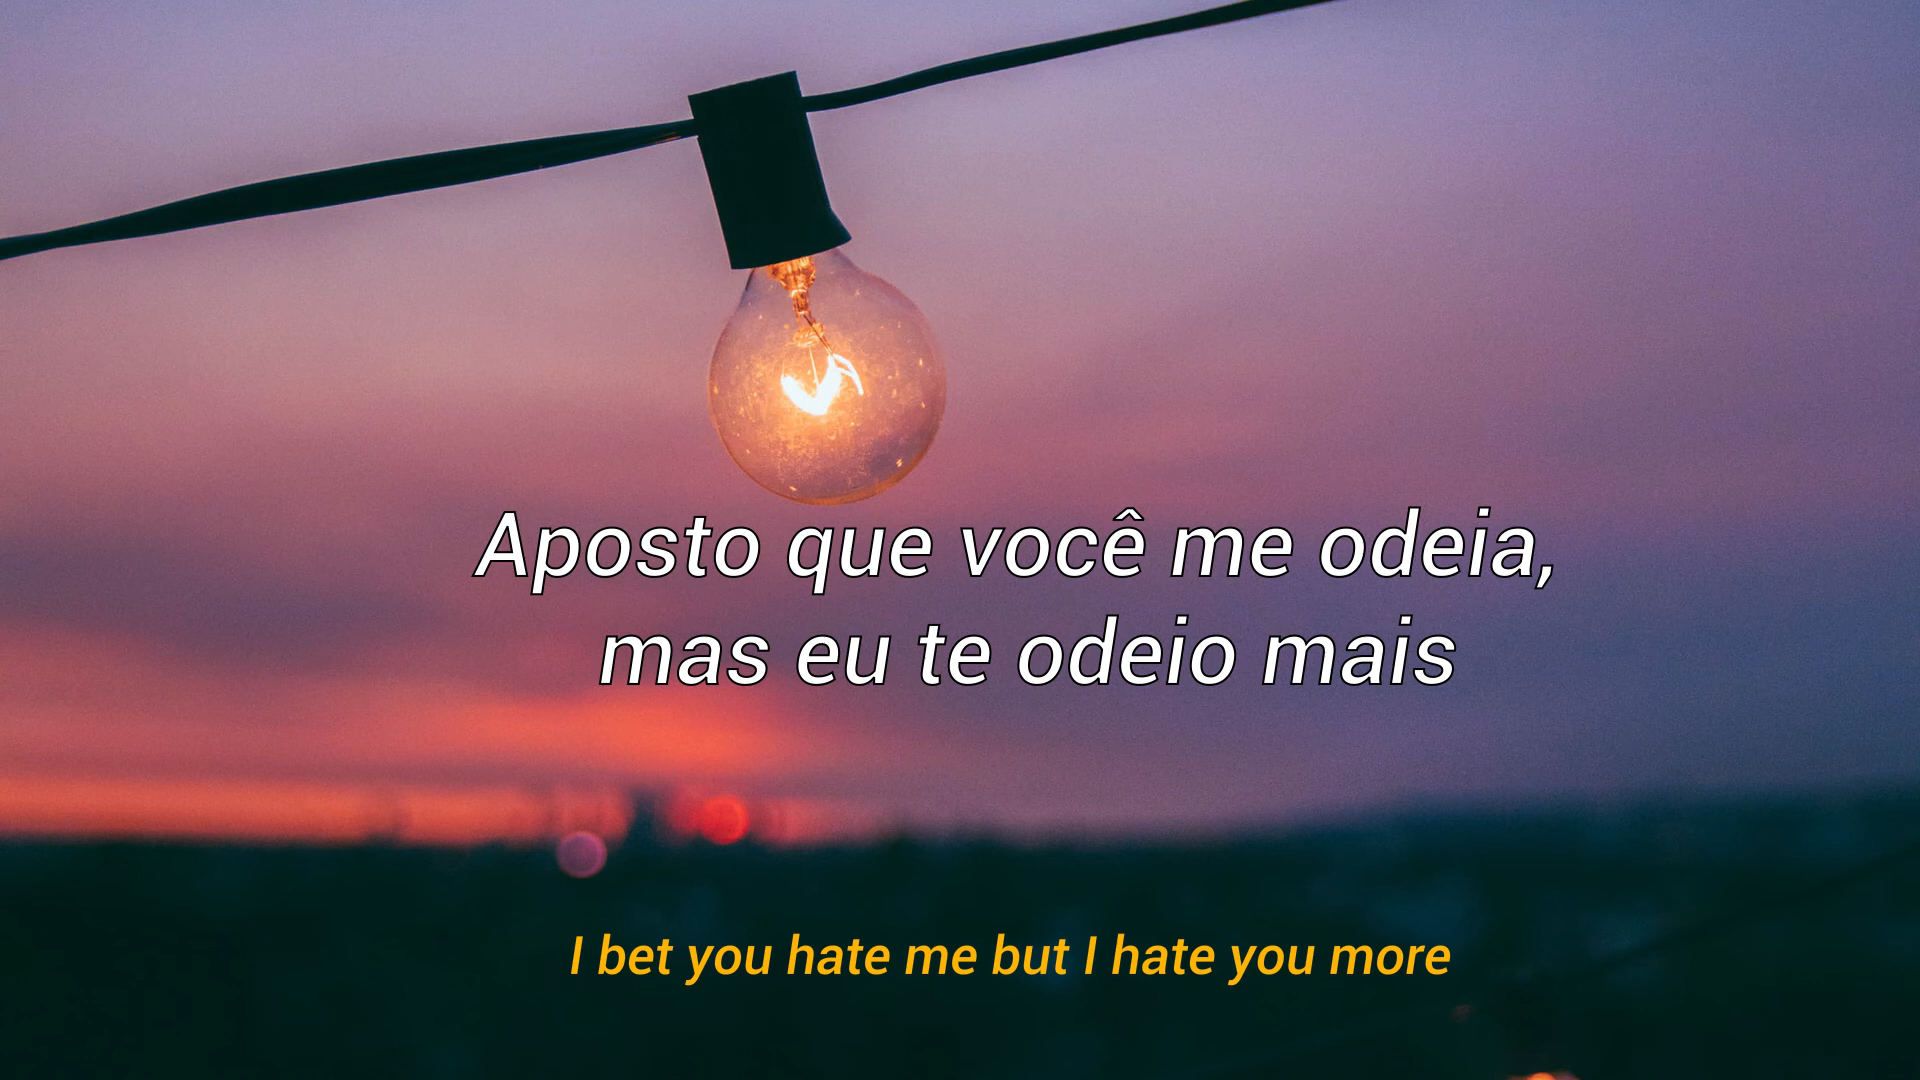 Aposto que você me odeia,
mas eu te odeio mais
I bet you hate me but I hate you more